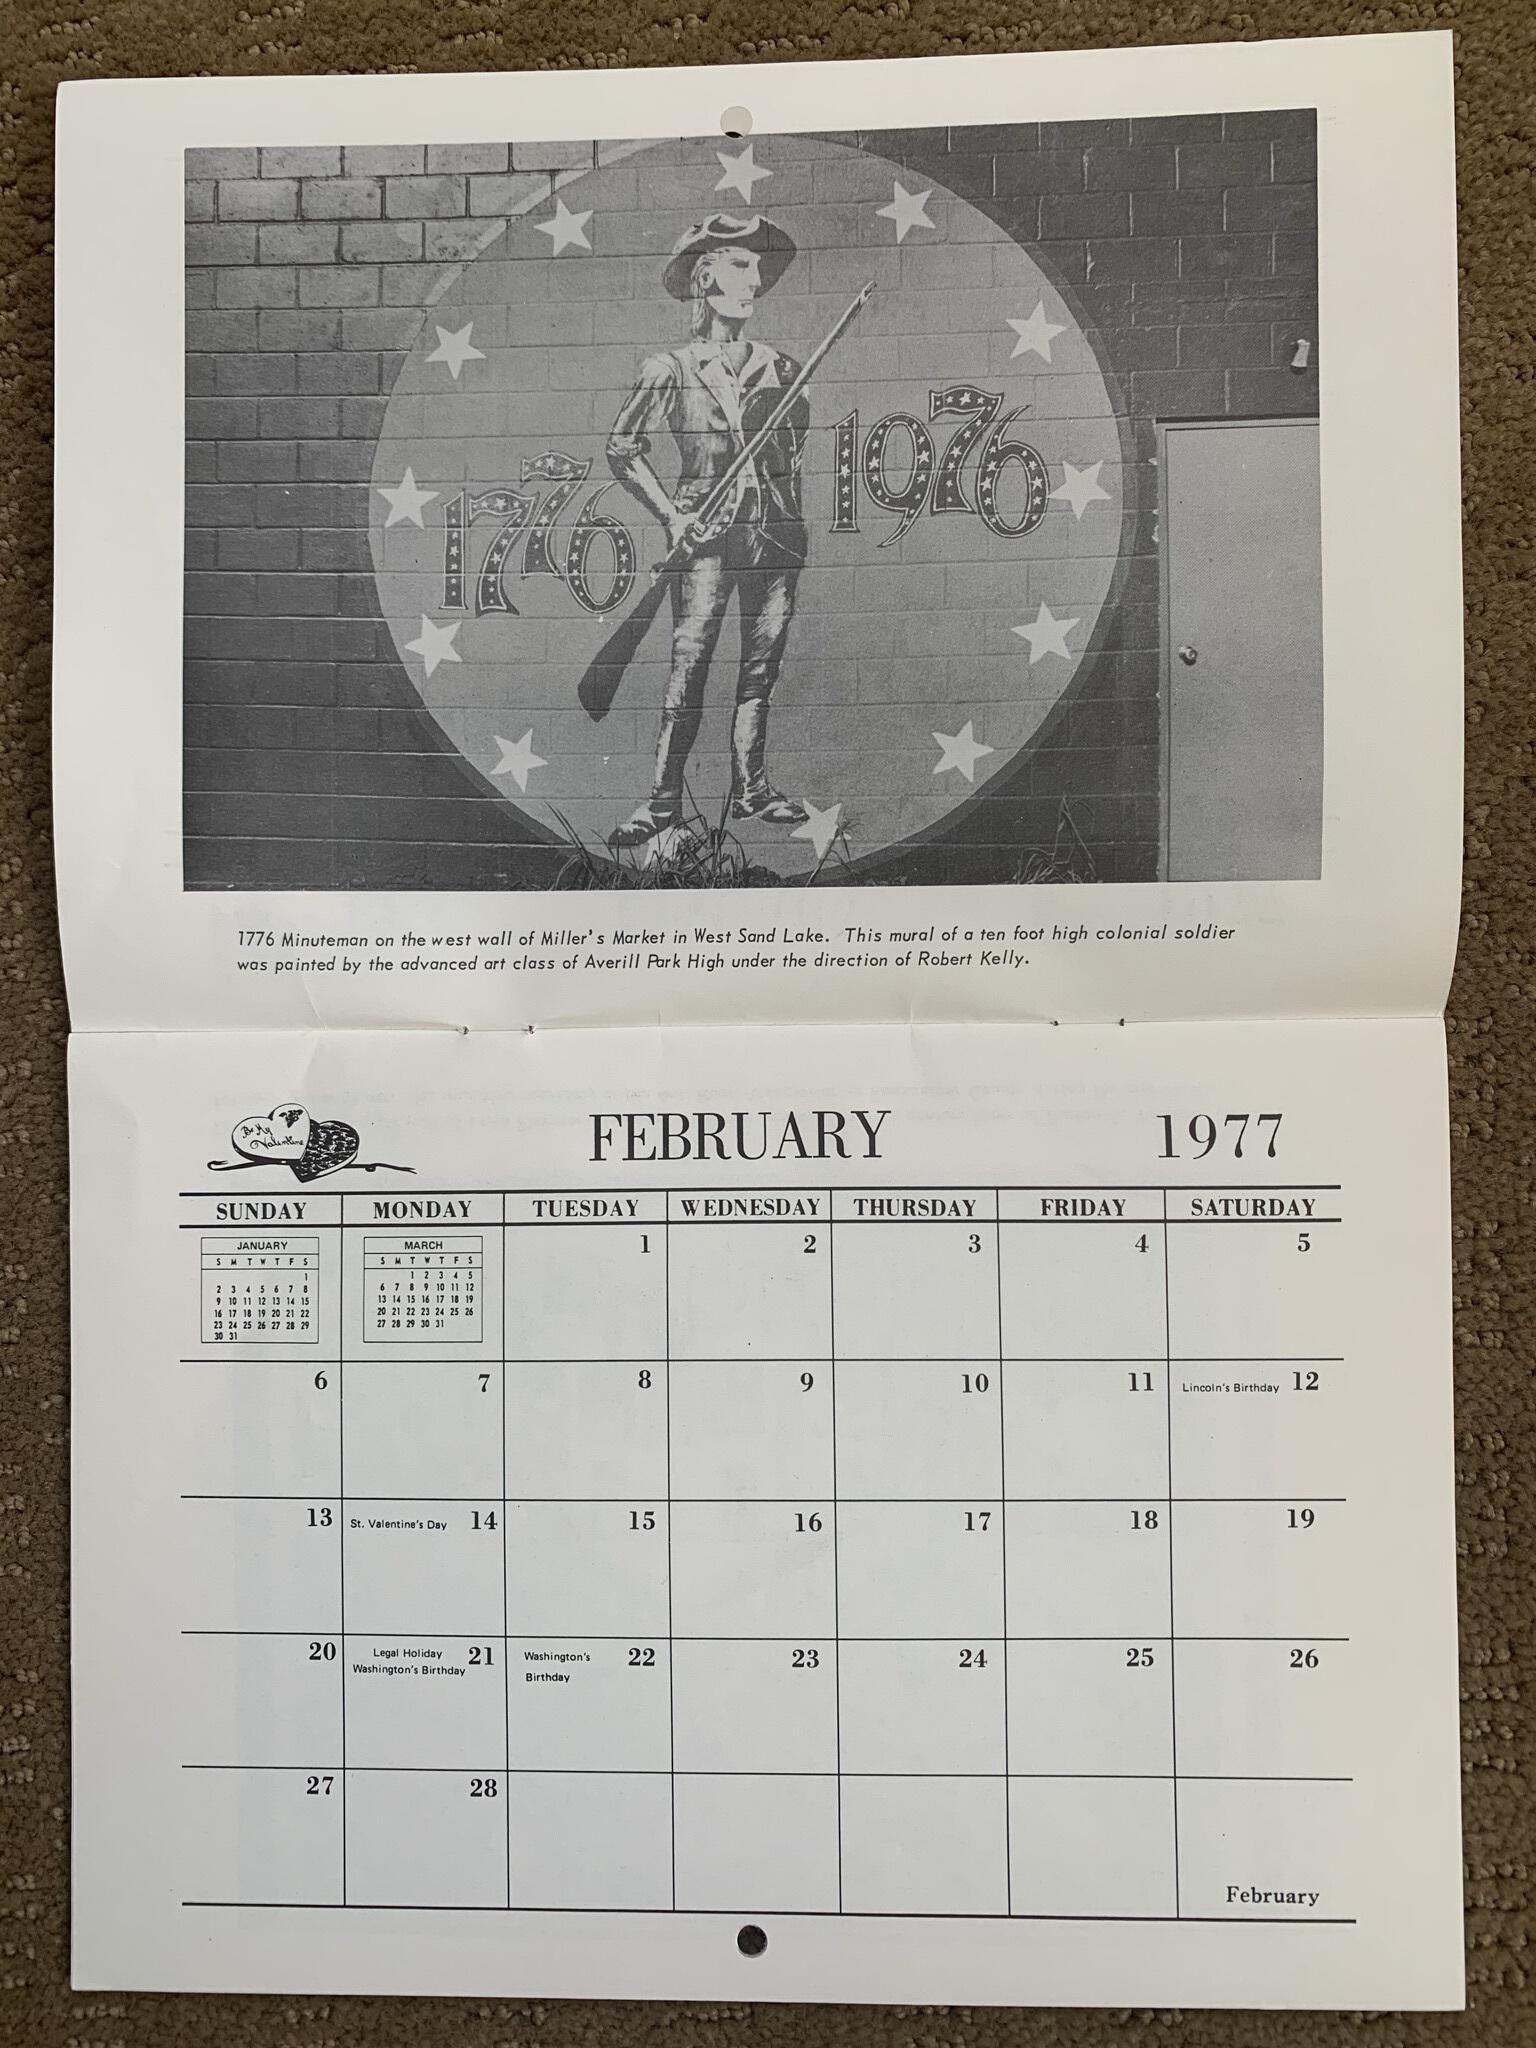 1776 1976
1776 Minuteman on the west wall of Miller's Market in West Sand Lake. This mural of a ten foot high colonial soldier
was painted by the advanced art class of Averill Park High under the direction of Robert Kelly.
Be My
Valentine
FEBRUARY 1977
SUNDAY MONDAY TUESDAY WEDNESDAY THURSDAY FRIDAY SATURDAY
JANUARY
S M T W T F S
1
2 3 4 5 6 7 8
9 10 11 12 13 14 15
16 17 18 19 20 21 22
23 24 25 26 27 28 29
30 31
MARCH
S M T W T F S
1 2 3 4 5
6 7 8 9 10 11 12
13 14 15 16 17 18 19
20 21 22 23 24 25 26
27 28 29 30 31
1 2 3 4 5
6 7 8 9 10 11 Lincoln's Birthday 12
13 St. Valentine's Day 14 15 16 17 18 19
20 Legal Holiday 21 Washington's 22 23 24 25 26
Washington's Birthday Birthday
27 28
February